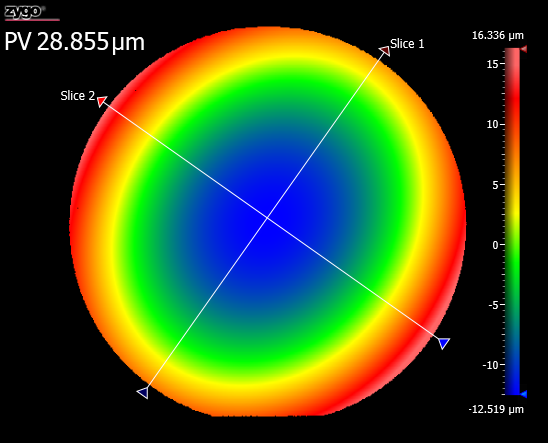 zygo
PV 28.855µm
Slice 1
Slice 2
16.336 µm
15
10
5
0
-5
-10
-12.519 µm